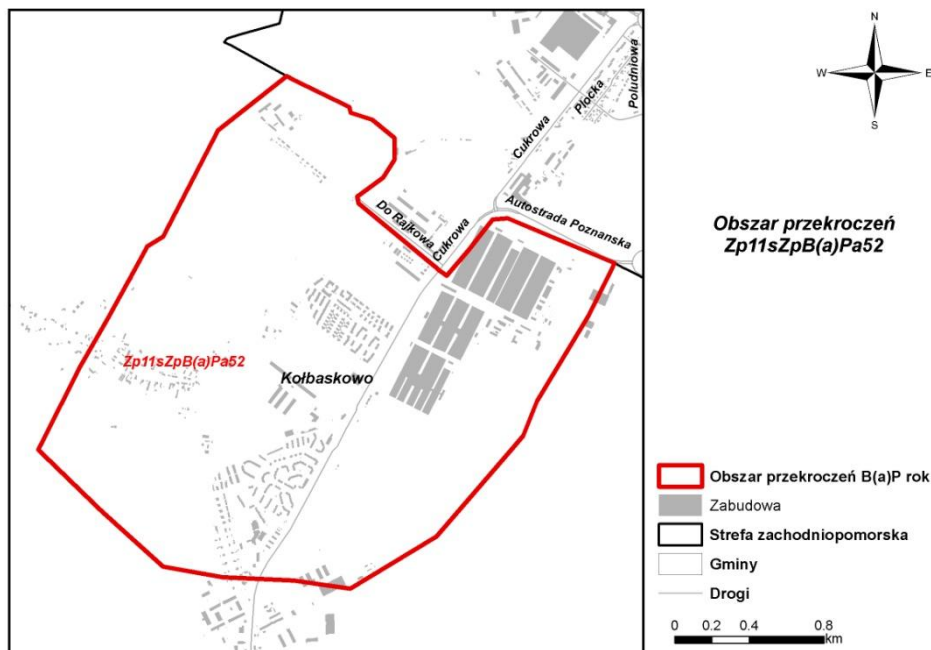 N
W
E
S
Obszar przekroczeń
Zp11sZpB(a)Pa52
Cukrowa
Płocka
Południowa
Autostrada Poznanska
Do Rajkowa
Cukrowa
Zp11sZpB(a)Pa52
Kołbaskowo
Obszar przekroczeń B(a)P rok
Zabudowa
Strefa zachodniopomorska
Gminy
Drogi
0 0.2 0.4 0.8
km